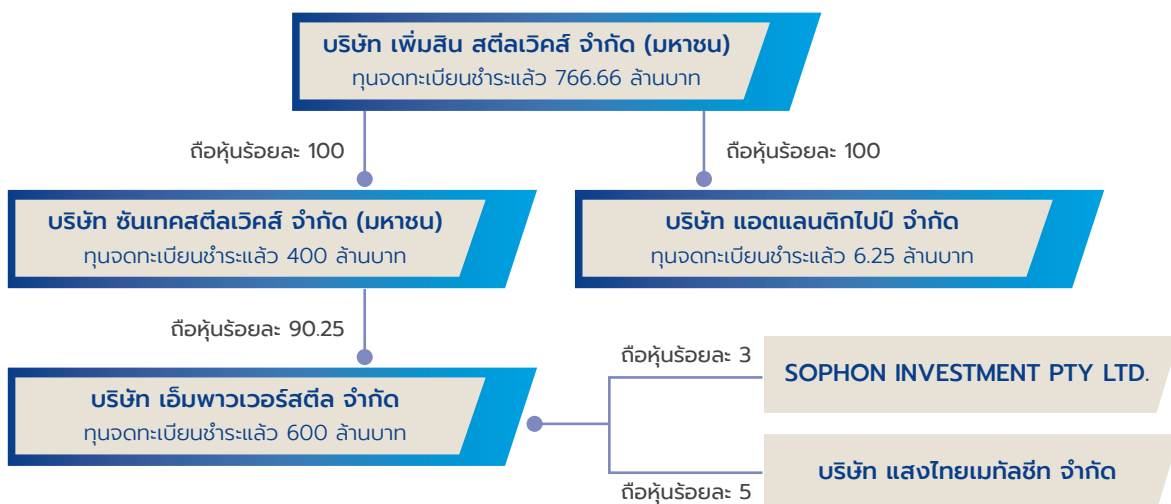 บริษัท เพิ่มสิน สตีลเวิคส์ จำกัด (มหาชน)
ทุนจดทะเบียนชำระแล้ว 766.66 ล้านบาท
ถือหุ้นร้อยละ 100
ถือหุ้นร้อยละ 100
บริษัท ซันเทคสตีลเวิคส์ จำกัด (มหาชน)
ทุนจดทะเบียนชำระแล้ว 400 ล้านบาท
บริษัท แอตแลนติกไปป์ จำกัด
ทุนจดทะเบียนชำระแล้ว 6.25 ล้านบาท
ถือหุ้นร้อยละ 90.25
บริษัท เอ็มพาวเวอร์สตีล จำกัด
ทุนจดทะเบียนชำระแล้ว 600 ล้านบาท
ถือหุ้นร้อยละ 3
SOPHON INVESTMENT PTY LTD.
ถือหุ้นร้อยละ 5
บริษัท แสงไทยเมทัลชีท จำกัด